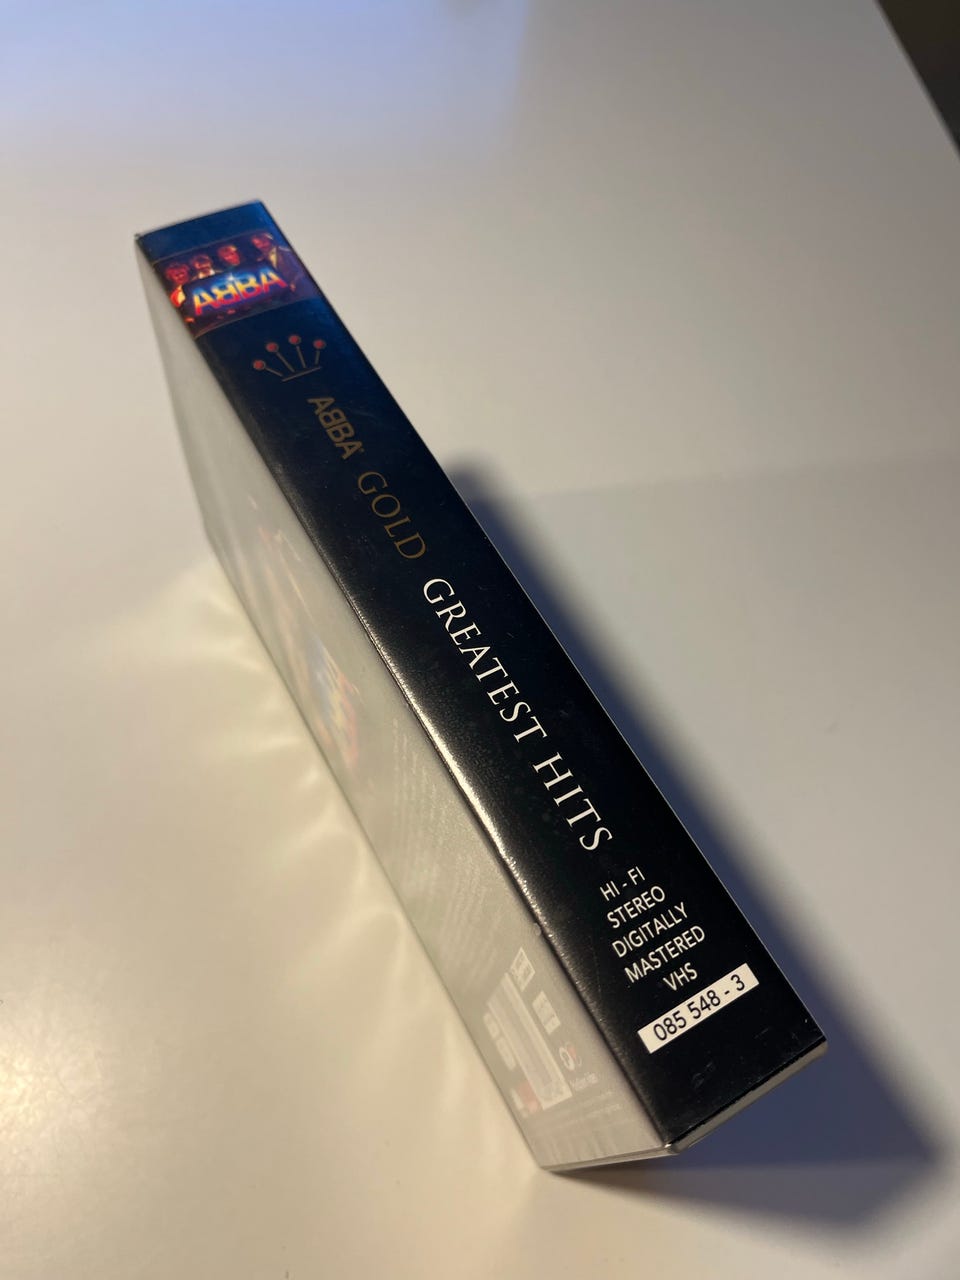 ABBA
ABBA GOLD GREATEST HITS
HI - FI
STEREO
DIGITALLY
MASTERED
VHS
085 548 - 3